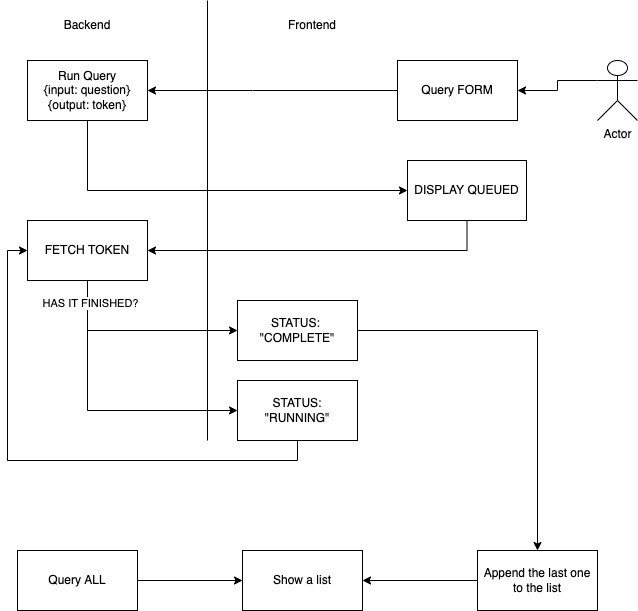 Backend
Frontend
Run Query
{input: question}
{output: token}
Query FORM
Actor
DISPLAY QUEUED
FETCH TOKEN
HAS IT FINISHED?
STATUS:
"COMPLETE"
STATUS:
"RUNNING"
Query ALL
Show a list
Append the last one
to the list